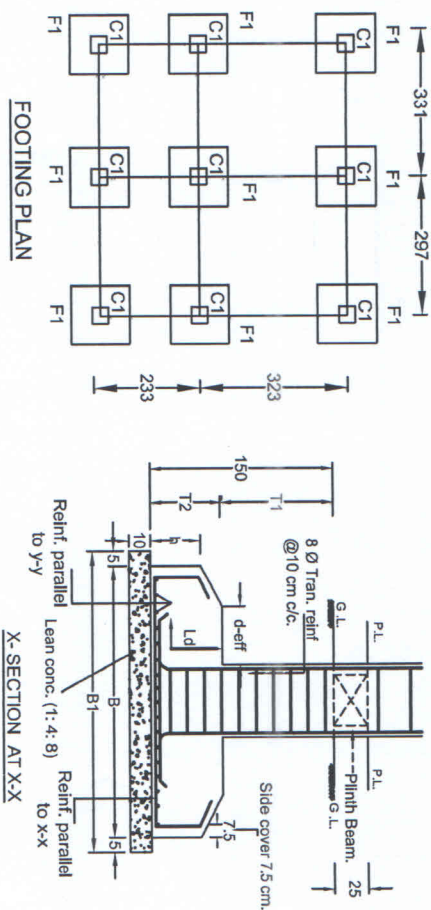 F1 F1 F1
C1 C1 C1
F1 F1 F1
C1 C1 C1
F1 F1 F1
C1 C1 C1
331
297
323
233
FOOTING PLAN
P.L.
P.L.
G.L.
G.L.
Plinth Beam.
25
150
T1
T2
8 Ø Tran. reinf
@10 cm c/c.
d-eff
Ld
h
10
5
5
B
B1
7.5
Side cover 7.5 cm.
Reinf. parallel
to y-y
Lean conc. (1: 4: 8)
Reinf. parallel
to x-x
X- SECTION AT X-X